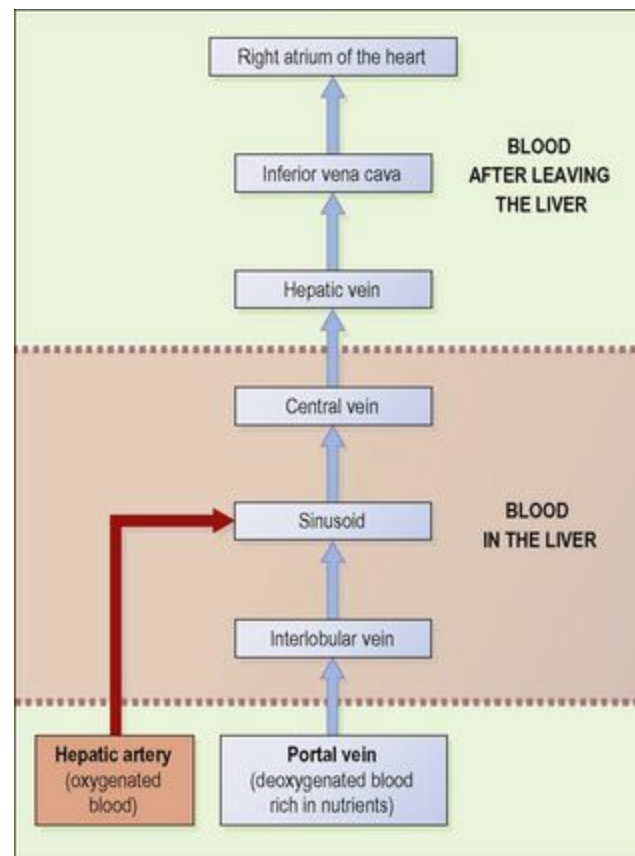 Right atrium of the heart
BLOOD
AFTER LEAVING
THE LIVER
Inferior vena cava
Hepatic vein
Central vein
Sinusoid
BLOOD
IN THE LIVER
Interlobular vein
Hepatic artery
(oxygenated
blood)
Portal vein
(deoxygenated blood
rich in nutrients)